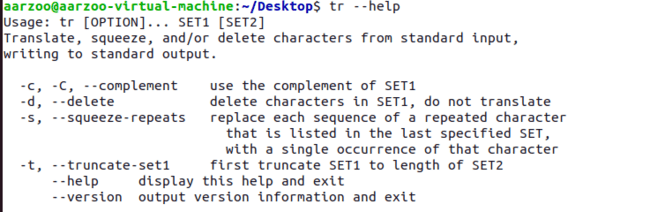 aarzoo@aarzoo-virtual-machine:~/Desktop$ tr --help
Usage: tr [OPTION]... SET1 [SET2]
Translate, squeeze, and/or delete characters from standard input,
writing to standard output.

  -c, -C, --complement    use the complement of SET1
  -d, --delete            delete characters in SET1, do not translate
  -s, --squeeze-repeats   replace each sequence of a repeated character
                            that is listed in the last specified SET,
                            with a single occurrence of that character
  -t, --truncate-set1     first truncate SET1 to length of SET2
      --help     display this help and exit
      --version  output version information and exit